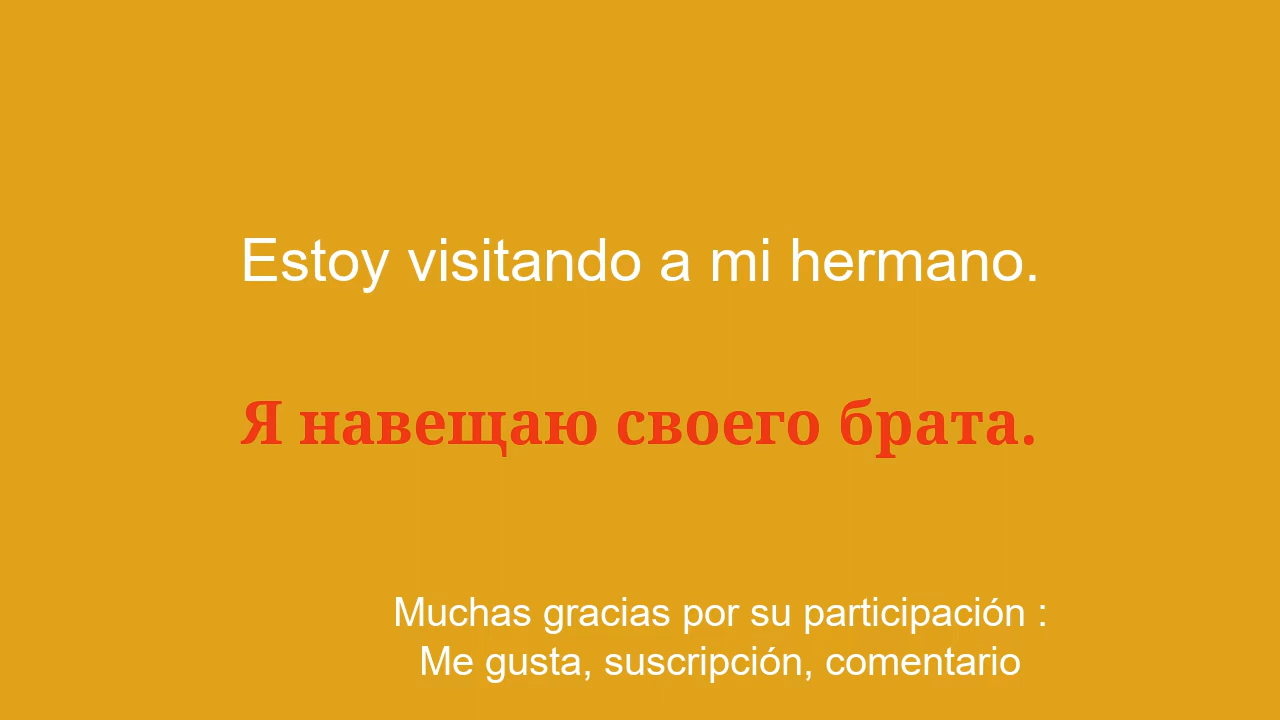 Estoy visitando a mi hermano.
Я навещаю своего брата.
Muchas gracias por su participación :
Me gusta, suscripción, comentario